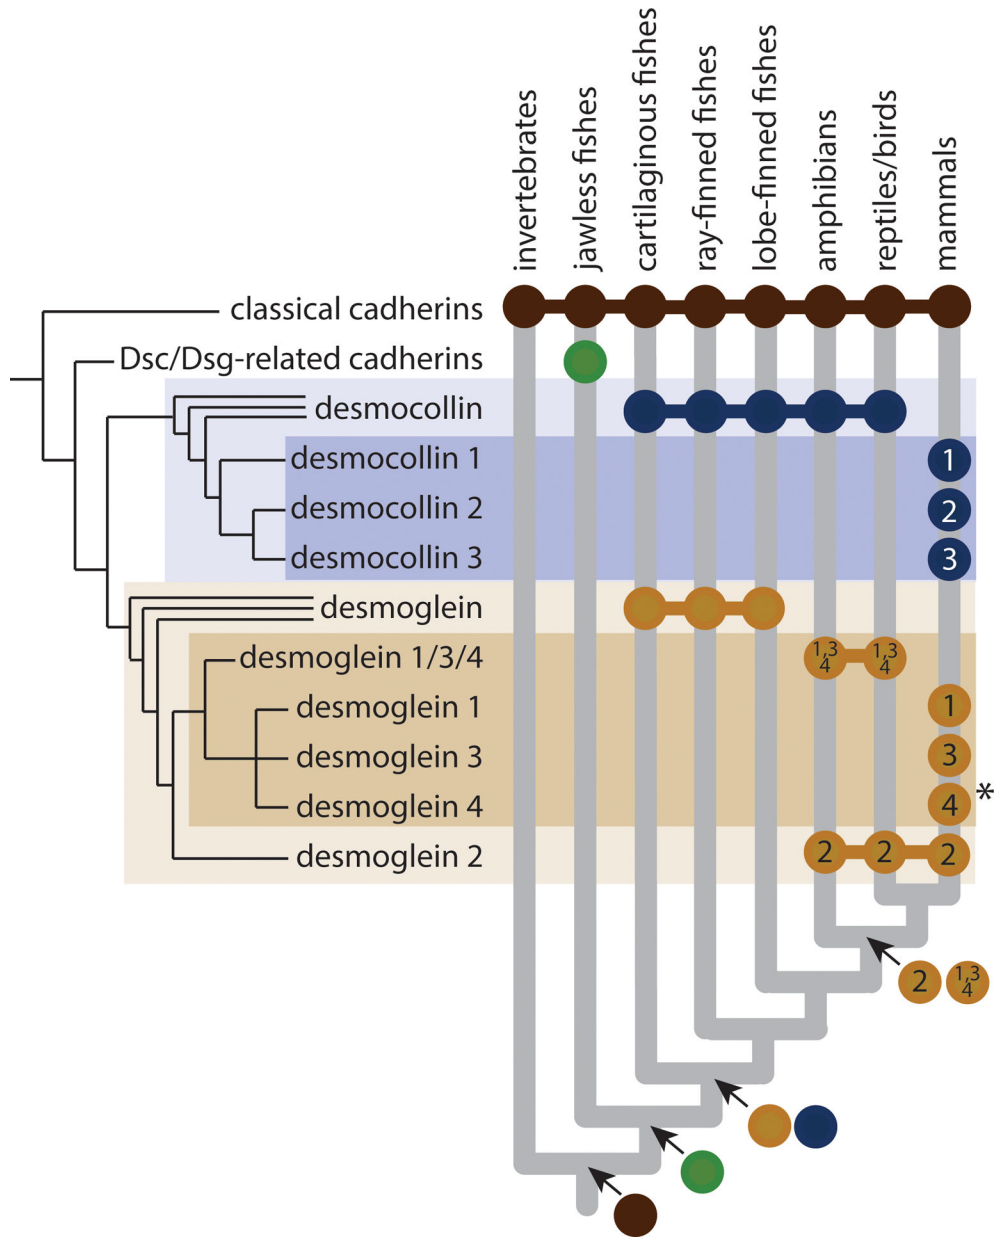 invertebrates
jawless fishes
cartilaginous fishes
ray-finned fishes
lobe-finned fishes
amphibians
reptiles/birds
mammals
classical cadherins
Dsc/Dsg-related cadherins
desmocollin
desmocollin 1
1
desmocollin 2
2
desmocollin 3
3
desmoglein
desmoglein 1/3/4
1,3
4
1,3
4
desmoglein 1
1
desmoglein 3
3
desmoglein 4
4
*
desmoglein 2
2
2
2
2
1,3
4